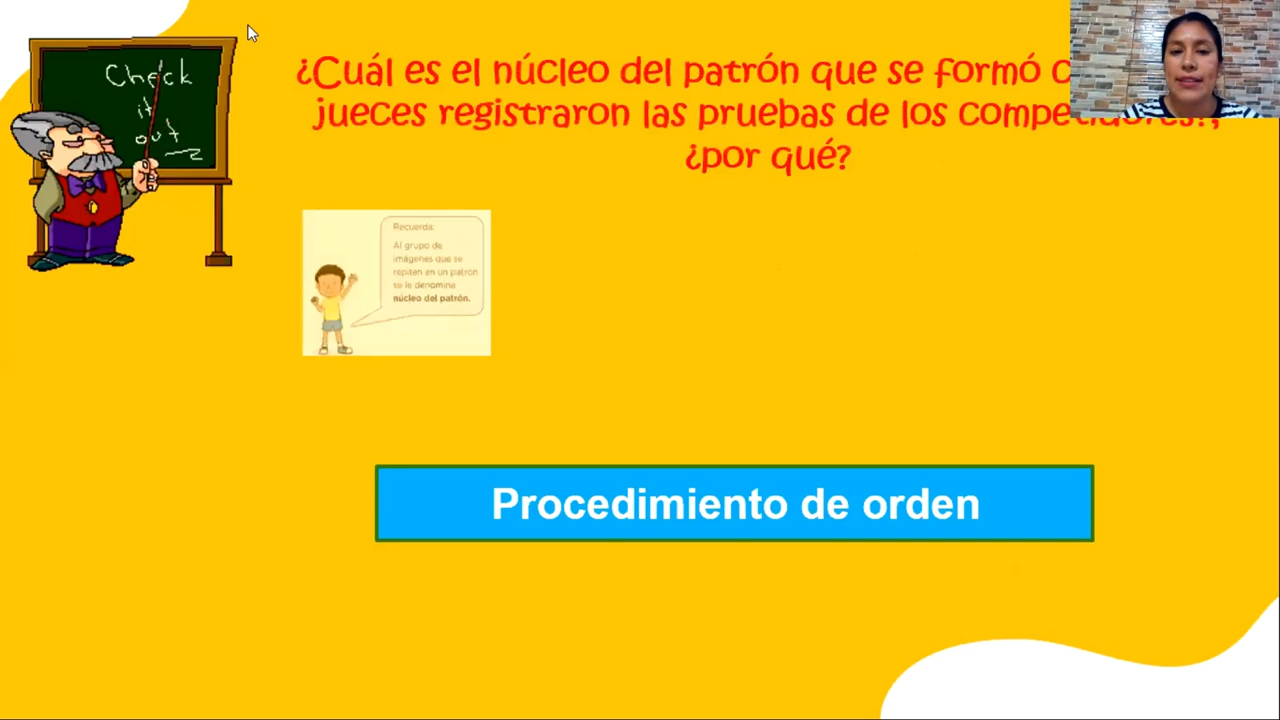 Check
it
out
¿Cuál es el núcleo del patrón que se formó
jueces registraron las pruebas de los
¿por qué?
Recuerda:
Al grupo de
imágenes que se
repiten en un patrón
se le denomina
núcleo del patrón.
Procedimiento de orden